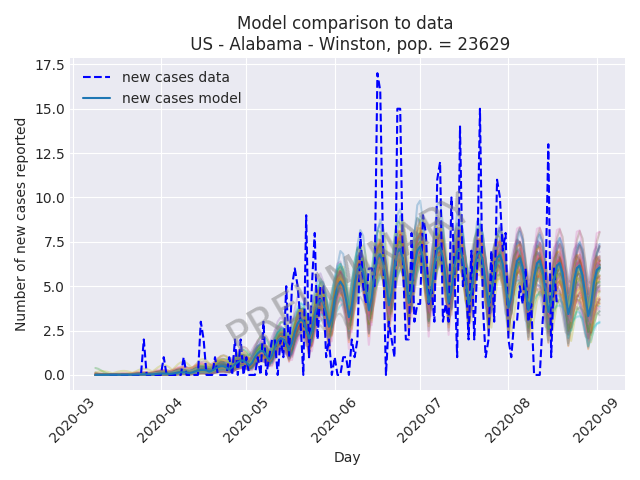 Model comparison to data
US - Alabama - Winston, pop. = 23629
new cases data
new cases model
Number of new cases reported
17.5
15.0
12.5
10.0
7.5
5.0
2.5
0.0
PRELIMINARY
2020-03
2020-04
2020-05
2020-06
2020-07
2020-08
2020-09
Day